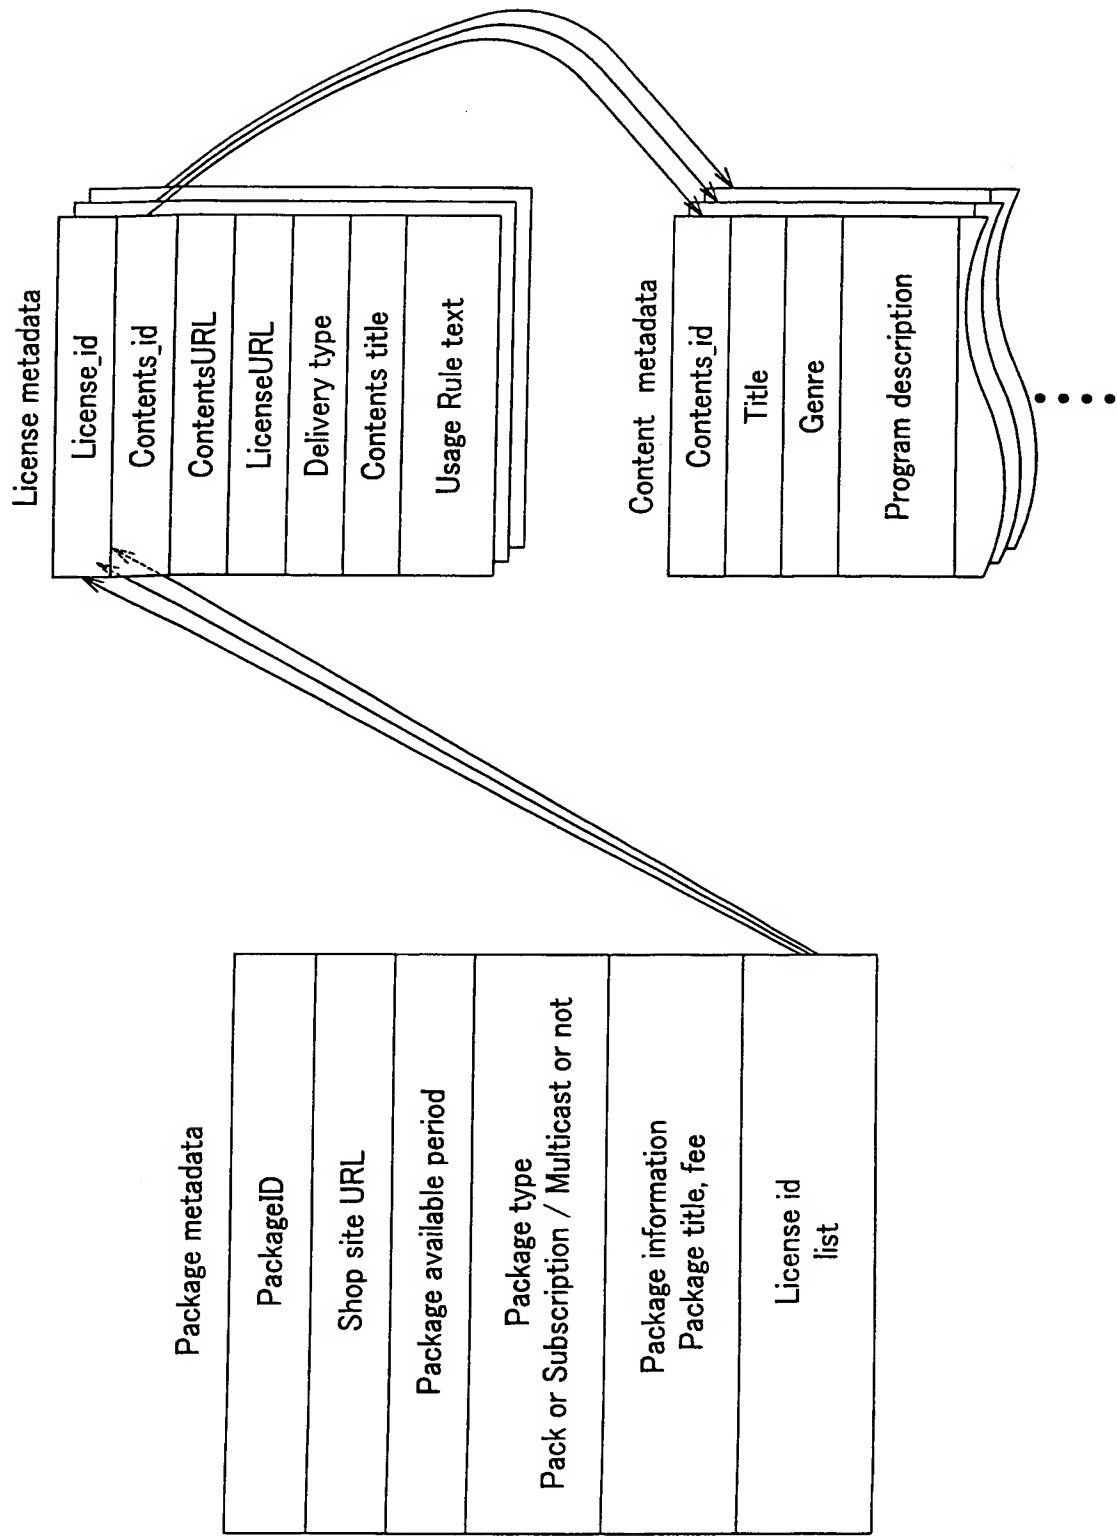 Package metadata
PackageID
Shop site URL
Package available period
Package type
Pack or Subscription / Multicast or not
Package information
Package title, fee
License id
list
License metadata
License_id
Contents_id
ContentsURL
LicenseURL
Delivery type
Contents title
Usage Rule text
Content metadata
Contents_id
Title
Genre
Program description